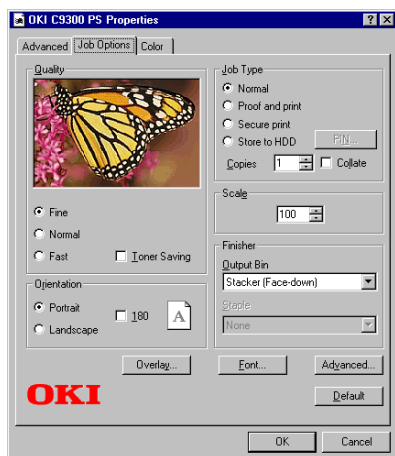 OKI C9300 PS Properties
Advanced
Job Options
Color
Quality
Fine
Normal
Fast
Toner Saving
Orientation
Portrait
Landscape
180
A
Job Type
Normal
Proof and print
Secure print
Store to HDD
PIN...
Copies
1
Collate
Scale
100
Finisher
Output Bin
Stacker (Face-down)
Staple
None
Overlay...
Font...
Advanced...
OKI
Default
OK
Cancel